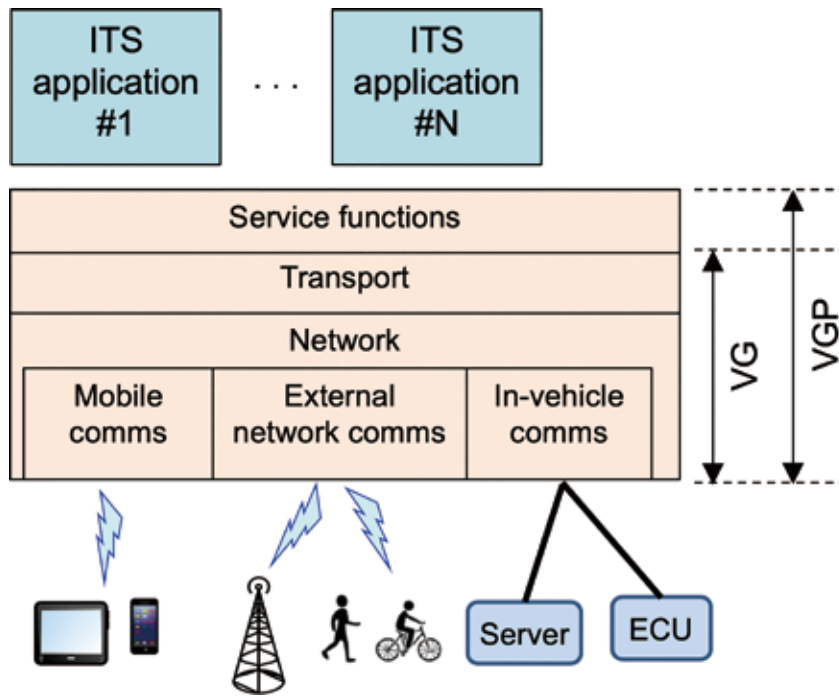 ITS
application
#1
. . .
ITS
application
#N
Service functions
Transport
Network
Mobile
comms
External
network comms
In-vehicle
comms
VG
VGP
Server
ECU